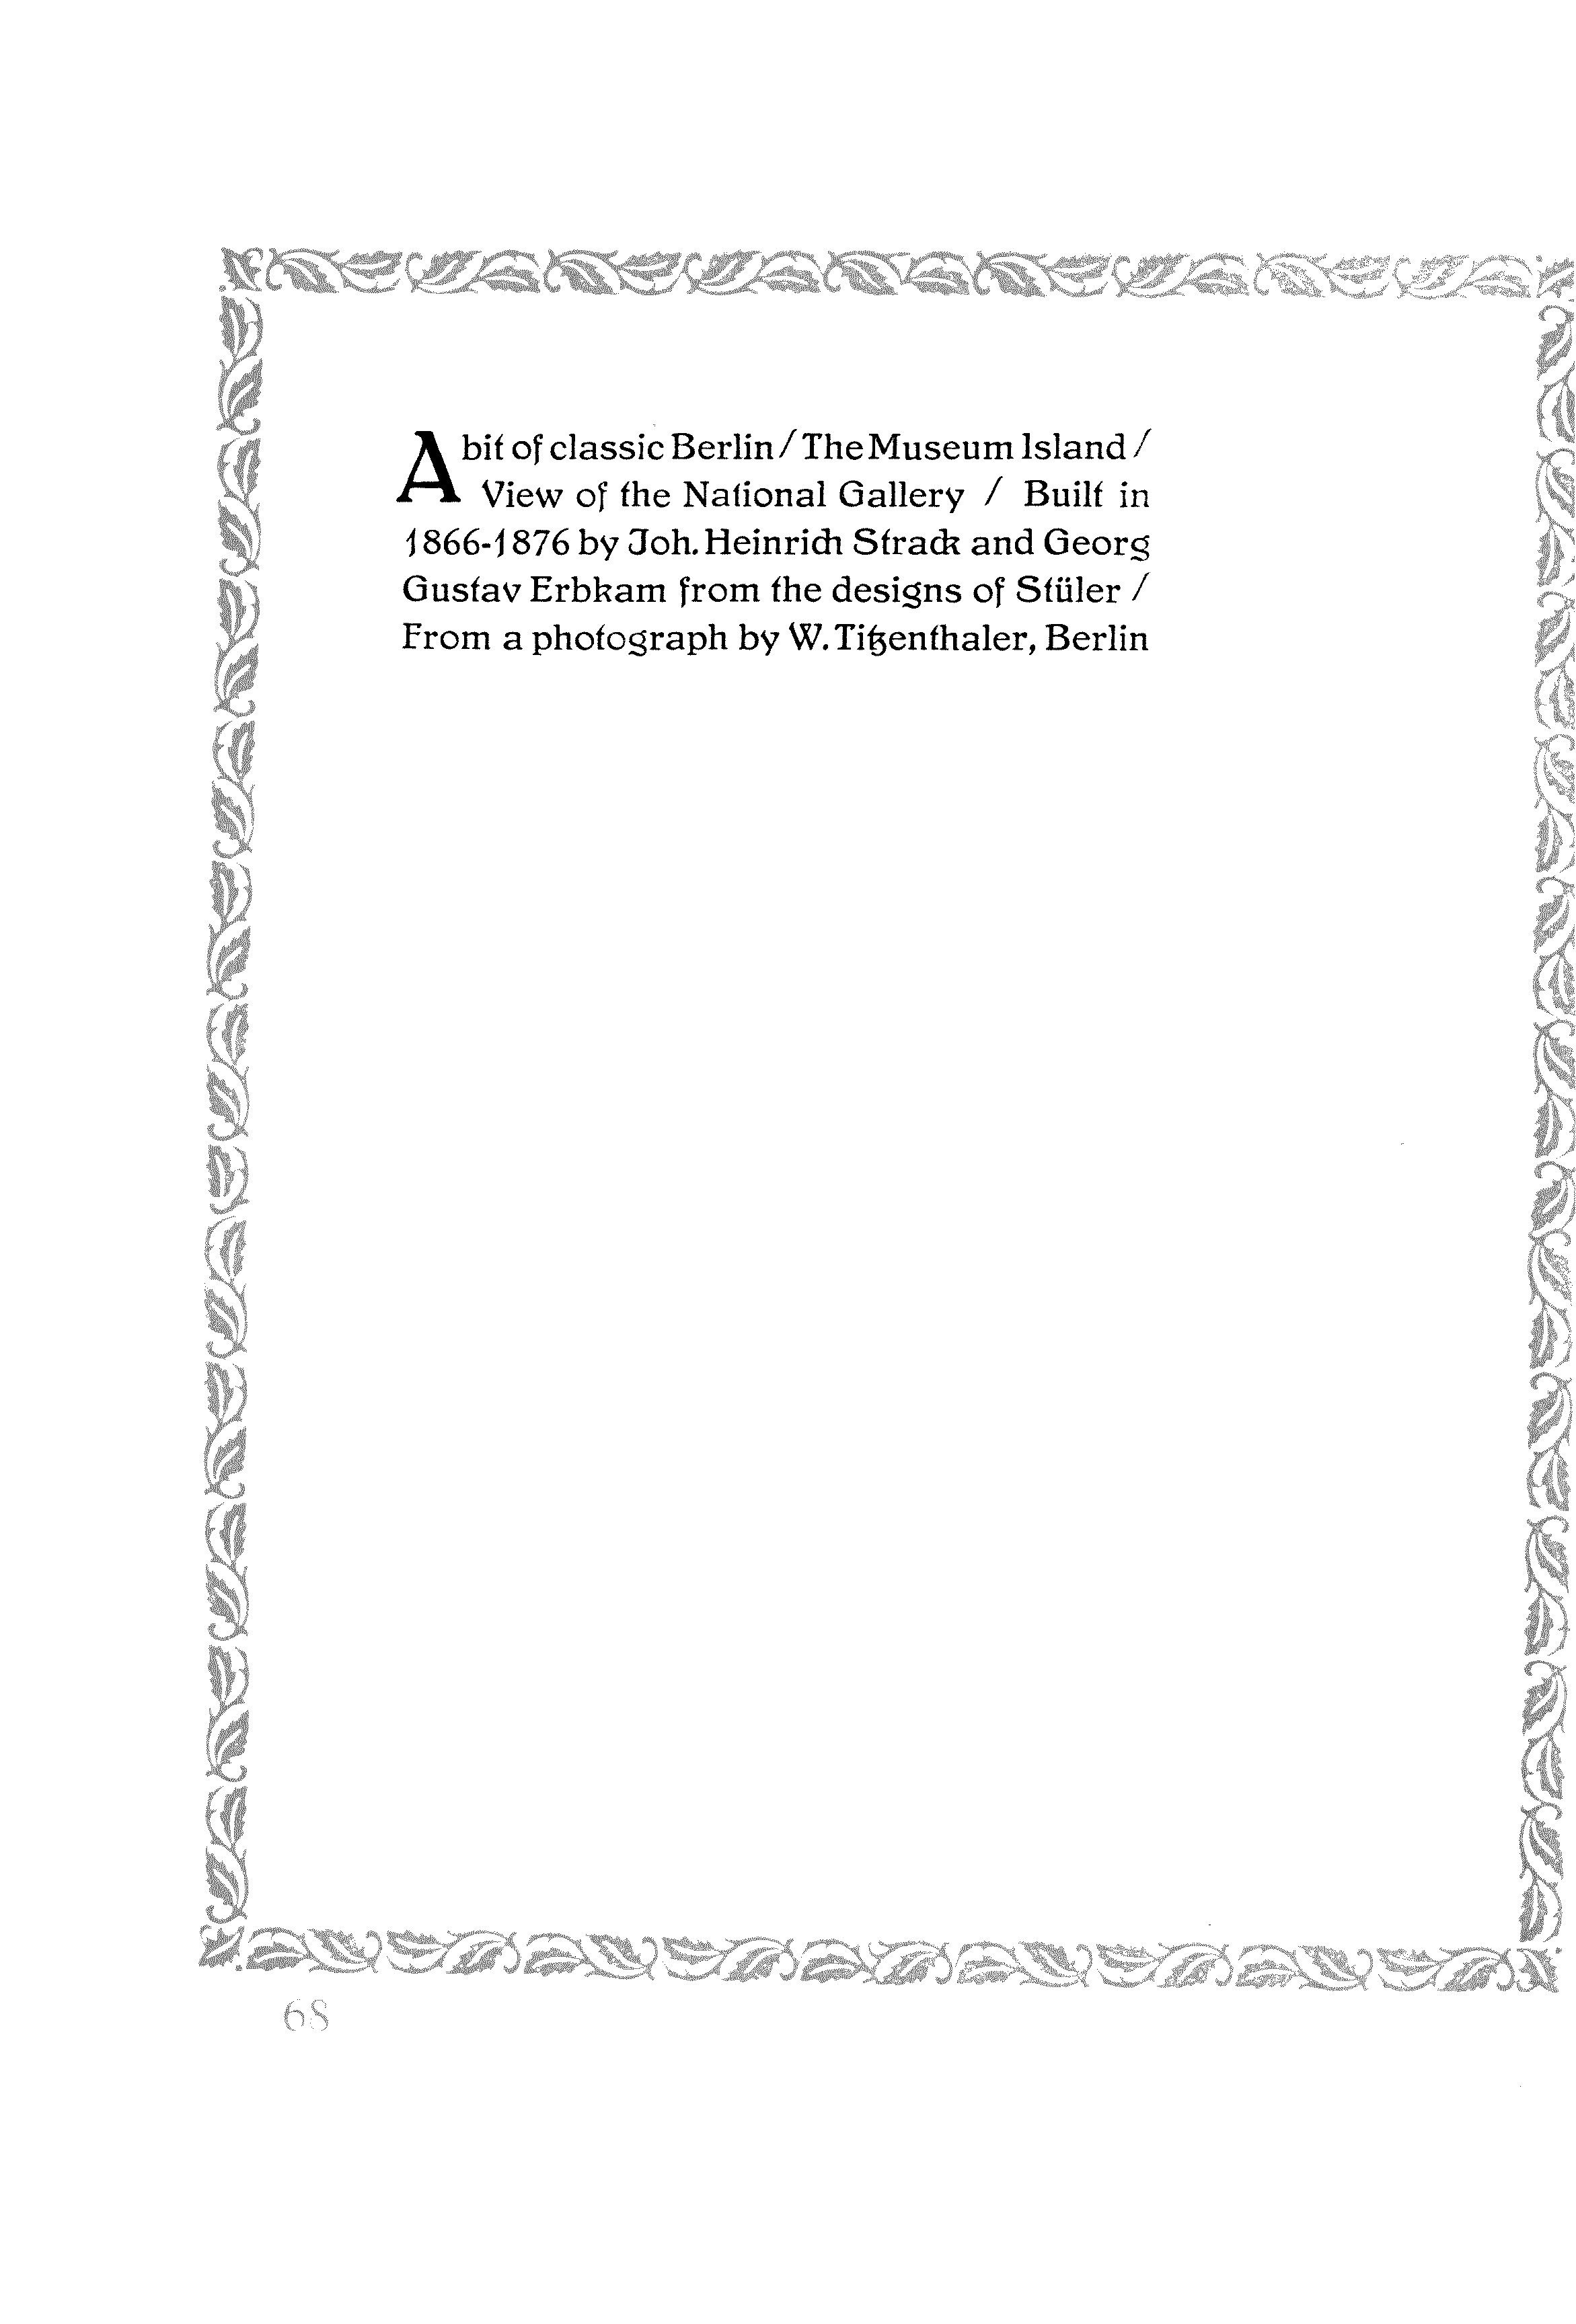 A bit of classic Berlin / The Museum Island /
View of the National Gallery / Built in
1866-1876 by Joh. Heinrich Strack and Georg
Gustav Erbkam from the designs of Stüler /
From a photograph by W. Titzenthaler, Berlin
68